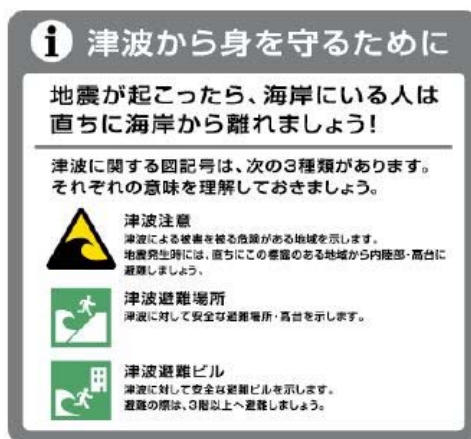 i 津波から身を守るために
地震が起こったら、海岸にいる人は
直ちに海岸から離れましょう!
津波に関する図記号は、次の3種類があります。
それぞれの意味を理解しておきましょう。
津波注意
津波による被害を被る危険がある地域を示します。
地震発生時には、直ちにこの標識のある地域から内陸部・高台に
避難しましょう、
津波避難場所
津波に対して安全な避難場所・高台を示します。
津波避難ビル
津波に対して安全な避難ビルを示します。
避難の際は、3階以上へ避難しましょう。